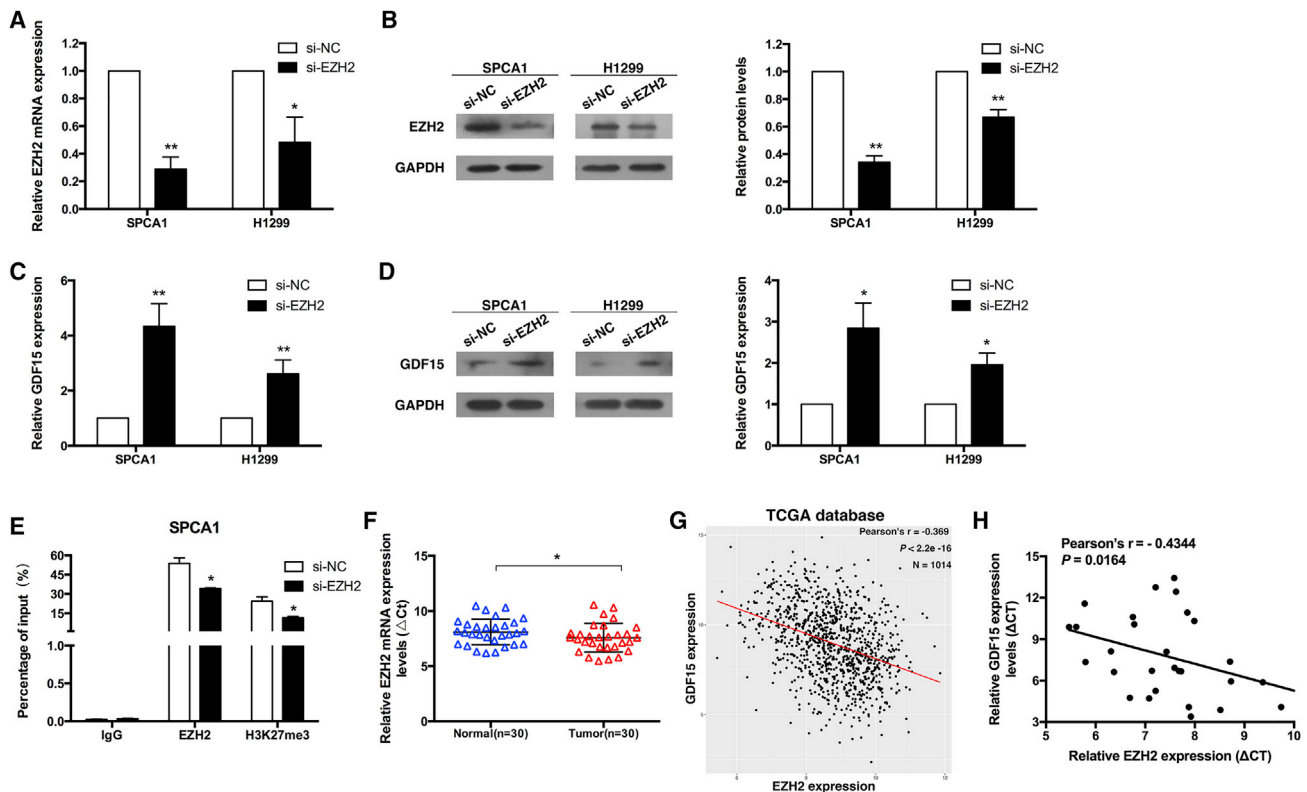 A
Relative EZH2 mRNA expression
1.2
1.0
0.8
0.6
0.4
0.2
0.0
si-NC
si-EZH2
**
*
SPCA1
H1299
B
SPCA1
H1299
si-NC
si-EZH2
si-NC
si-EZH2
EZH2
GAPDH
Relative protein levels
1.2
1.0
0.8
0.6
0.4
0.2
0.0
si-NC
si-EZH2
**
**
SPCA1
H1299
C
Relative GDF15 expression
6
4
2
0
si-NC
si-EZH2
**
**
SPCA1
H1299
D
SPCA1
H1299
si-NC
si-EZH2
si-NC
si-EZH2
GDF15
GAPDH
Relative GDF15 expression
4
3
2
1
0
si-NC
si-EZH2
*
*
SPCA1
H1299
E
SPCA1
Percentage of input (%)
60
45
30
15
1.0
0.5
0.0
si-NC
si-EZH2
*
*
IgG
EZH2
H3K27me3
F
Relative EZH2 mRNA expression
levels (△Ct)
15
10
5
0
*
Normal(n=30)
Tumor(n=30)
G
TCGA database
Pearson's r = -0.369
P < 2.2e -16
N = 1014
GDF15 expression
15
10
5
6
8
10
12
EZH2 expression
H
Pearson's r = - 0.4344
P = 0.0164
Relative GDF15 expression
levels (ΔCT)
15
12
9
6
3
5
6
7
8
9
10
Relative EZH2 expression (ΔCT)